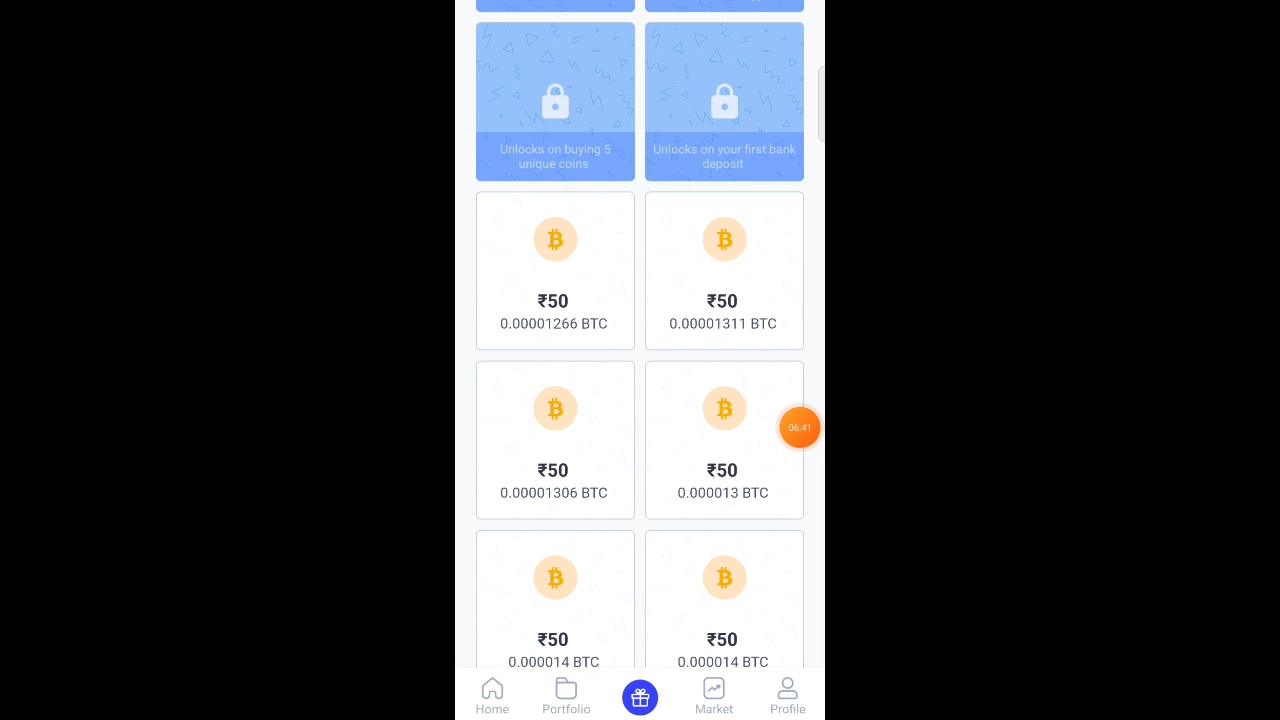 Unlocks on buying 5
unique coins
Unlocks on your first bank
deposit
₹50
0.00001266 BTC
₹50
0.00001311 BTC
₹50
0.00001306 BTC
₹50
0.000013 BTC
06:41
₹50
0.000014 BTC
₹50
0.000014 BTC
Home
Portfolio
Market
Profile